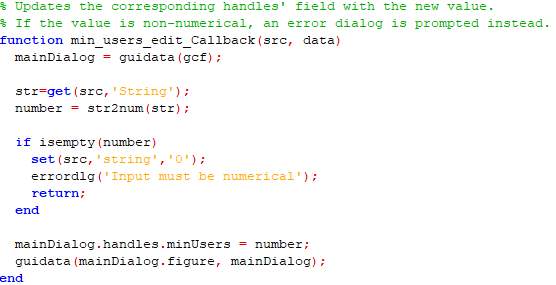 % Updates the corresponding handles' field with the new value.
% If the value is non-numerical, an error dialog is prompted instead.
function min_users_edit_Callback(src, data)
  mainDialog = guidata(gcf);

  str=get(src,'String');
  number = str2num(str);

  if isempty(number)
    set(src,'string','0');
    errordlg('Input must be numerical');
    return;
  end

  mainDialog.handles.minUsers = number;
  guidata(mainDialog.figure, mainDialog);
end